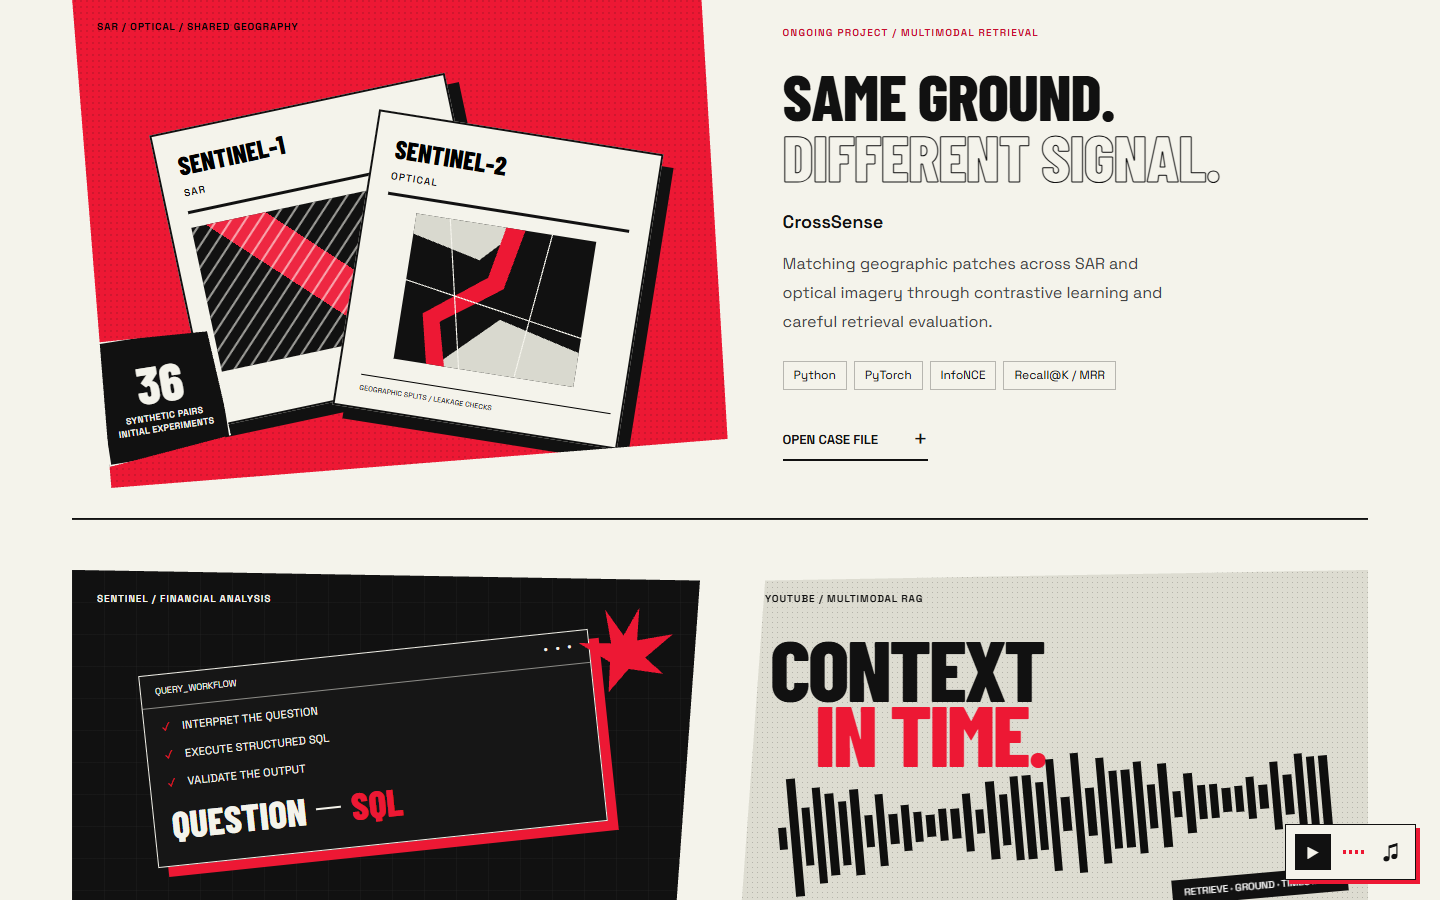 SAR / OPTICAL / SHARED GEOGRAPHY
SENTINEL-1
SAR
SENTINEL-2
OPTICAL
GEOGRAPHIC SPLITS / LEAKAGE CHECKS
36
SYNTHETIC PAIRS
INITIAL EXPERIMENTS
ONGOING PROJECT / MULTIMODAL RETRIEVAL
SAME GROUND.
DIFFERENT SIGNAL.
CrossSense
Matching geographic patches across SAR and
optical imagery through contrastive learning and
careful retrieval evaluation.
Python
PyTorch
InfoNCE
Recall@K / MRR
OPEN CASE FILE +
SENTINEL / FINANCIAL ANALYSIS
QUERY_WORKFLOW
✓ INTERPRET THE QUESTION
✓ EXECUTE STRUCTURED SQL
✓ VALIDATE THE OUTPUT
QUESTION — SQL
YOUTUBE / MULTIMODAL RAG
CONTEXT
IN TIME.
RETRIEVE · GROUND ·